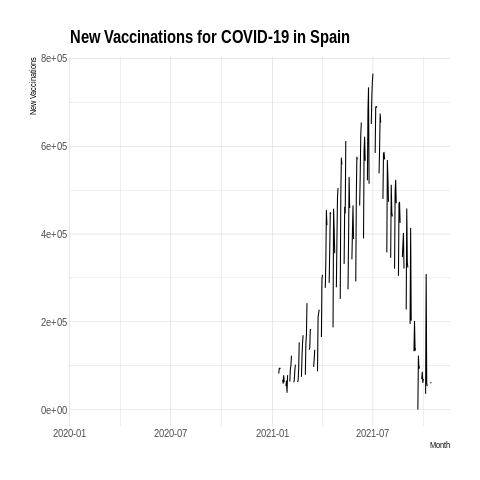 New Vaccinations for COVID-19 in Spain
New Vaccinations
8e+05
6e+05
4e+05
2e+05
0e+00
2020-01 2020-07 2021-01 2021-07
Month